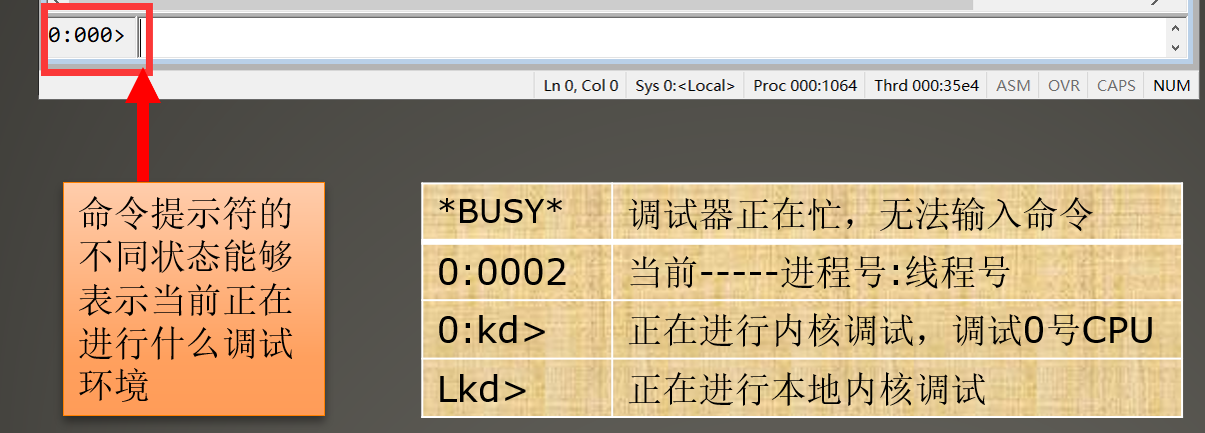 0:000>
Ln 0, Col 0 Sys 0:<Local> Proc 000:1064 Thrd 000:35e4 ASM OVR CAPS NUM
命令提示符的
不同状态能够
表示当前正在
进行什么调试
环境
*BUSY* 调试器正在忙，无法输入命令
0:0002 当前-----进程号:线程号
0:kd> 正在进行内核调试，调试0号CPU
Lkd> 正在进行本地内核调试